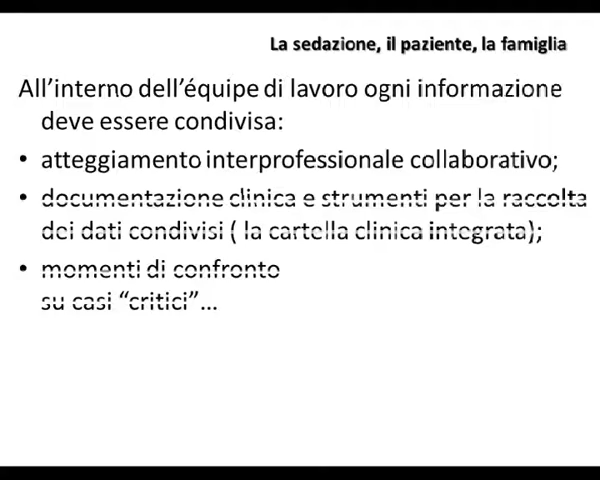 La sedazione, il paziente, la famiglia
All’interno dell’équipe di lavoro ogni informazione
deve essere condivisa:
• atteggiamento interprofessionale collaborativo;
• documentazione clinica e strumenti per la raccolta
dei dati condivisi ( la cartella clinica integrata);
• momenti di confronto
su casi “critici”...